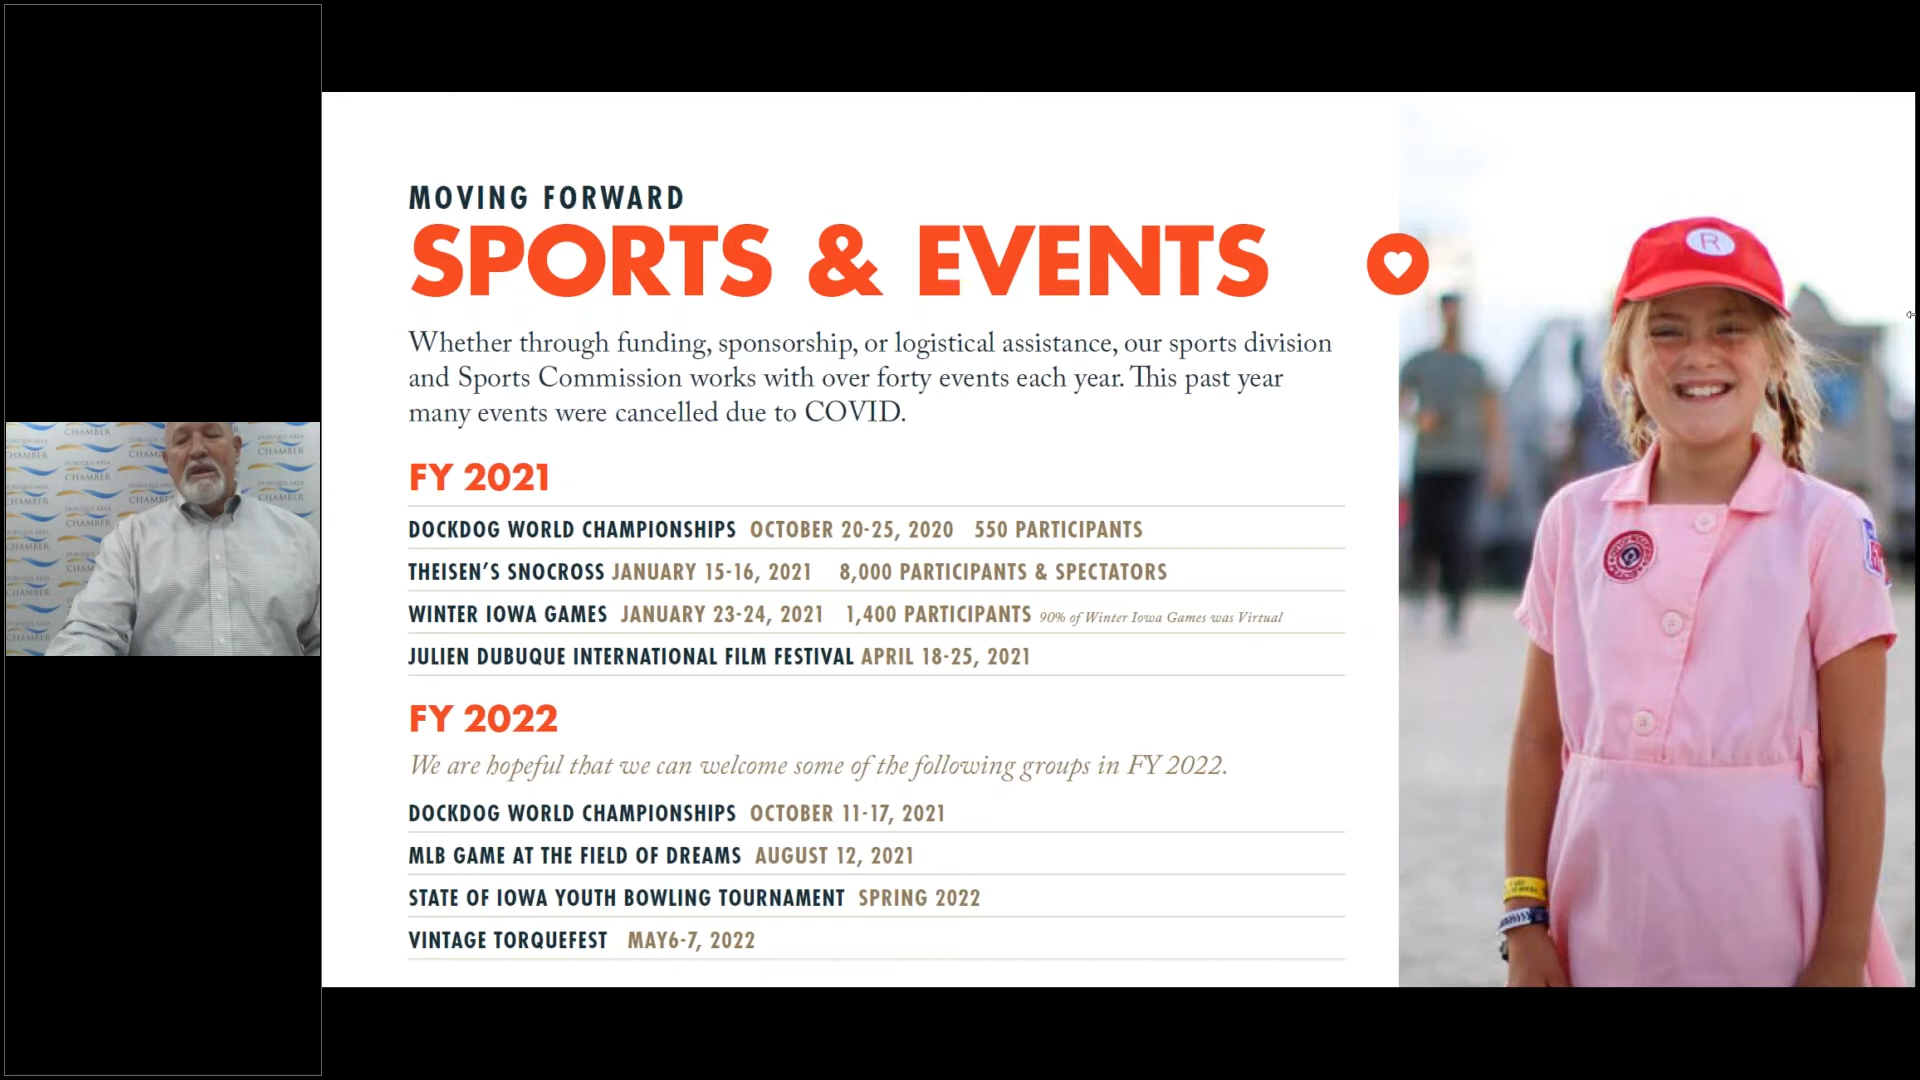 MOVING FORWARD
SPORTS & EVENTS
Whether through funding, sponsorship, or logistical assistance, our sports division
and Sports Commission works with over forty events each year. This past year
many events were cancelled due to COVID.
FY 2021
DOCKDOG WORLD CHAMPIONSHIPS OCTOBER 20-25, 2020 550 PARTICIPANTS
THEISEN'S SNOCROSS JANUARY 15-16, 2021 8,000 PARTICIPANTS & SPECTATORS
WINTER IOWA GAMES JANUARY 23-24, 2021 1,400 PARTICIPANTS 90% of Winter Iowa Games was Virtual
JULIEN DUBUQUE INTERNATIONAL FILM FESTIVAL APRIL 18-25, 2021
FY 2022
We are hopeful that we can welcome some of the following groups in FY 2022.
DOCKDOG WORLD CHAMPIONSHIPS OCTOBER 11-17, 2021
MLB GAME AT THE FIELD OF DREAMS AUGUST 12, 2021
STATE OF IOWA YOUTH BOWLING TOURNAMENT SPRING 2022
VINTAGE TORQUEFEST MAY6-7, 2022
R
DUBUQUE AREA
CHAMBER